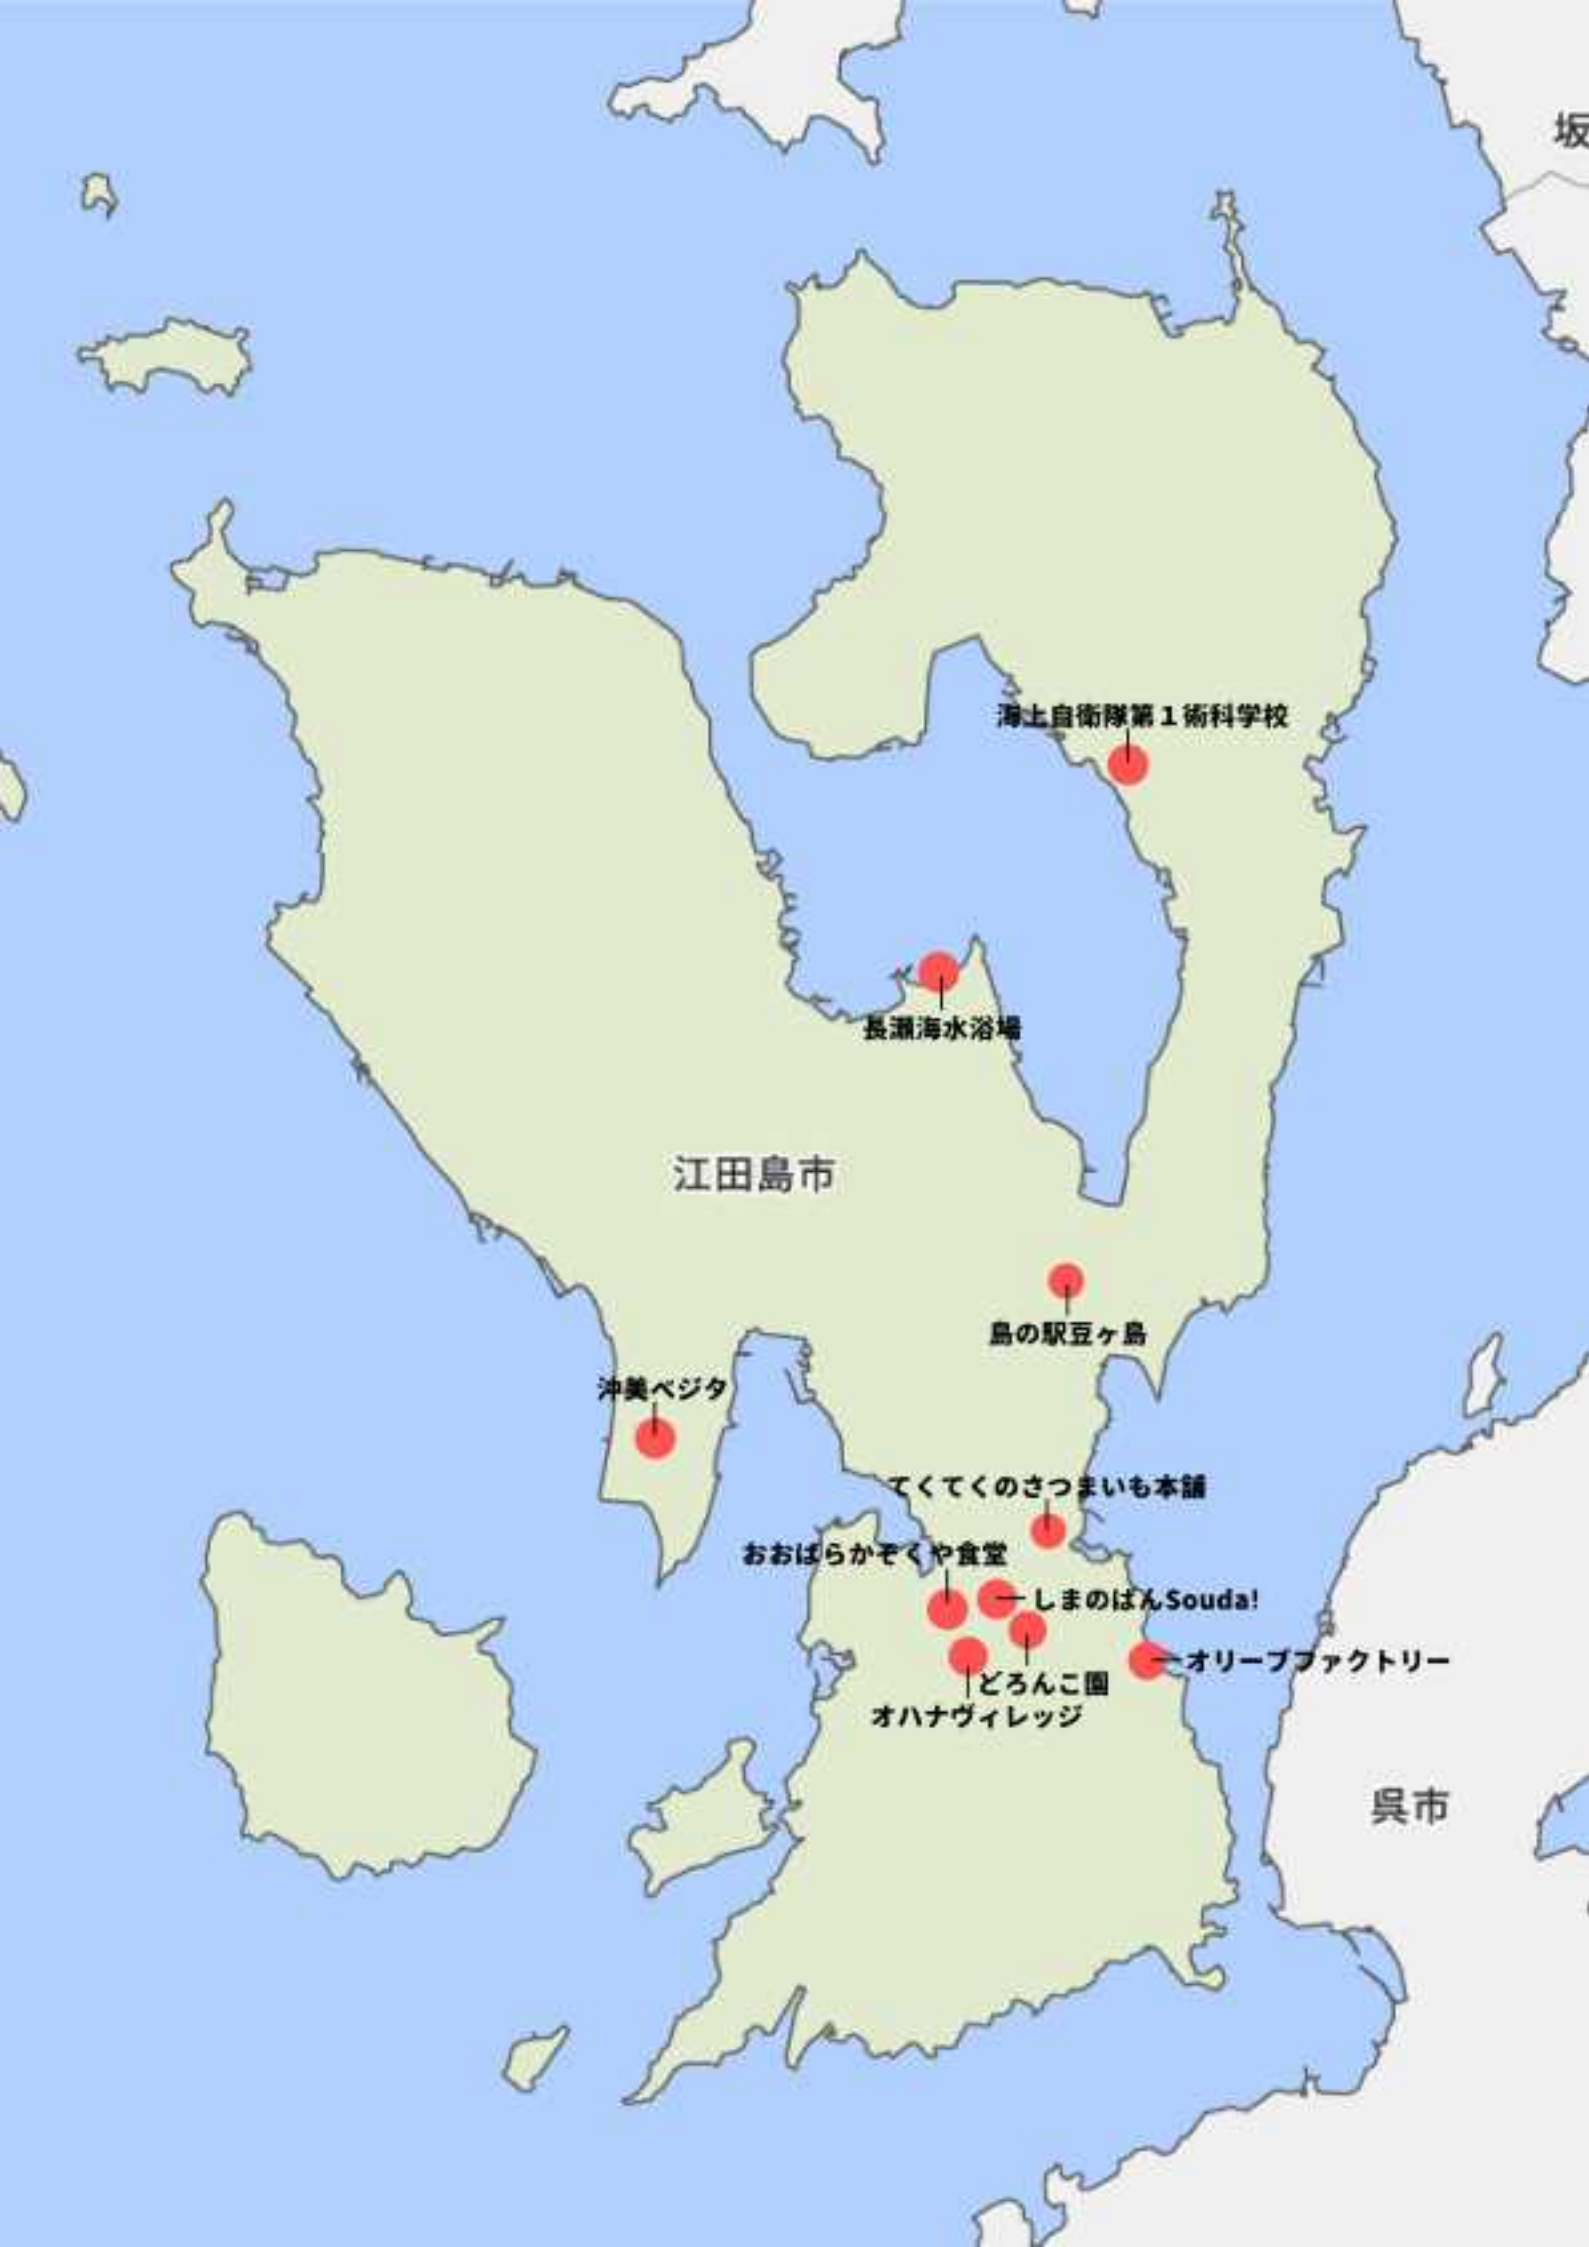 坂
海上自衛隊第１術科学校
長瀬海水浴場
江田島市
島の駅豆ヶ島
沖美ベジタ
てくてくのさつまいも本舗
おおばらかぞくや食堂
しまのぱんSouda!
オリーブファクトリー
どろんこ園
オハナヴィレッジ
呉市